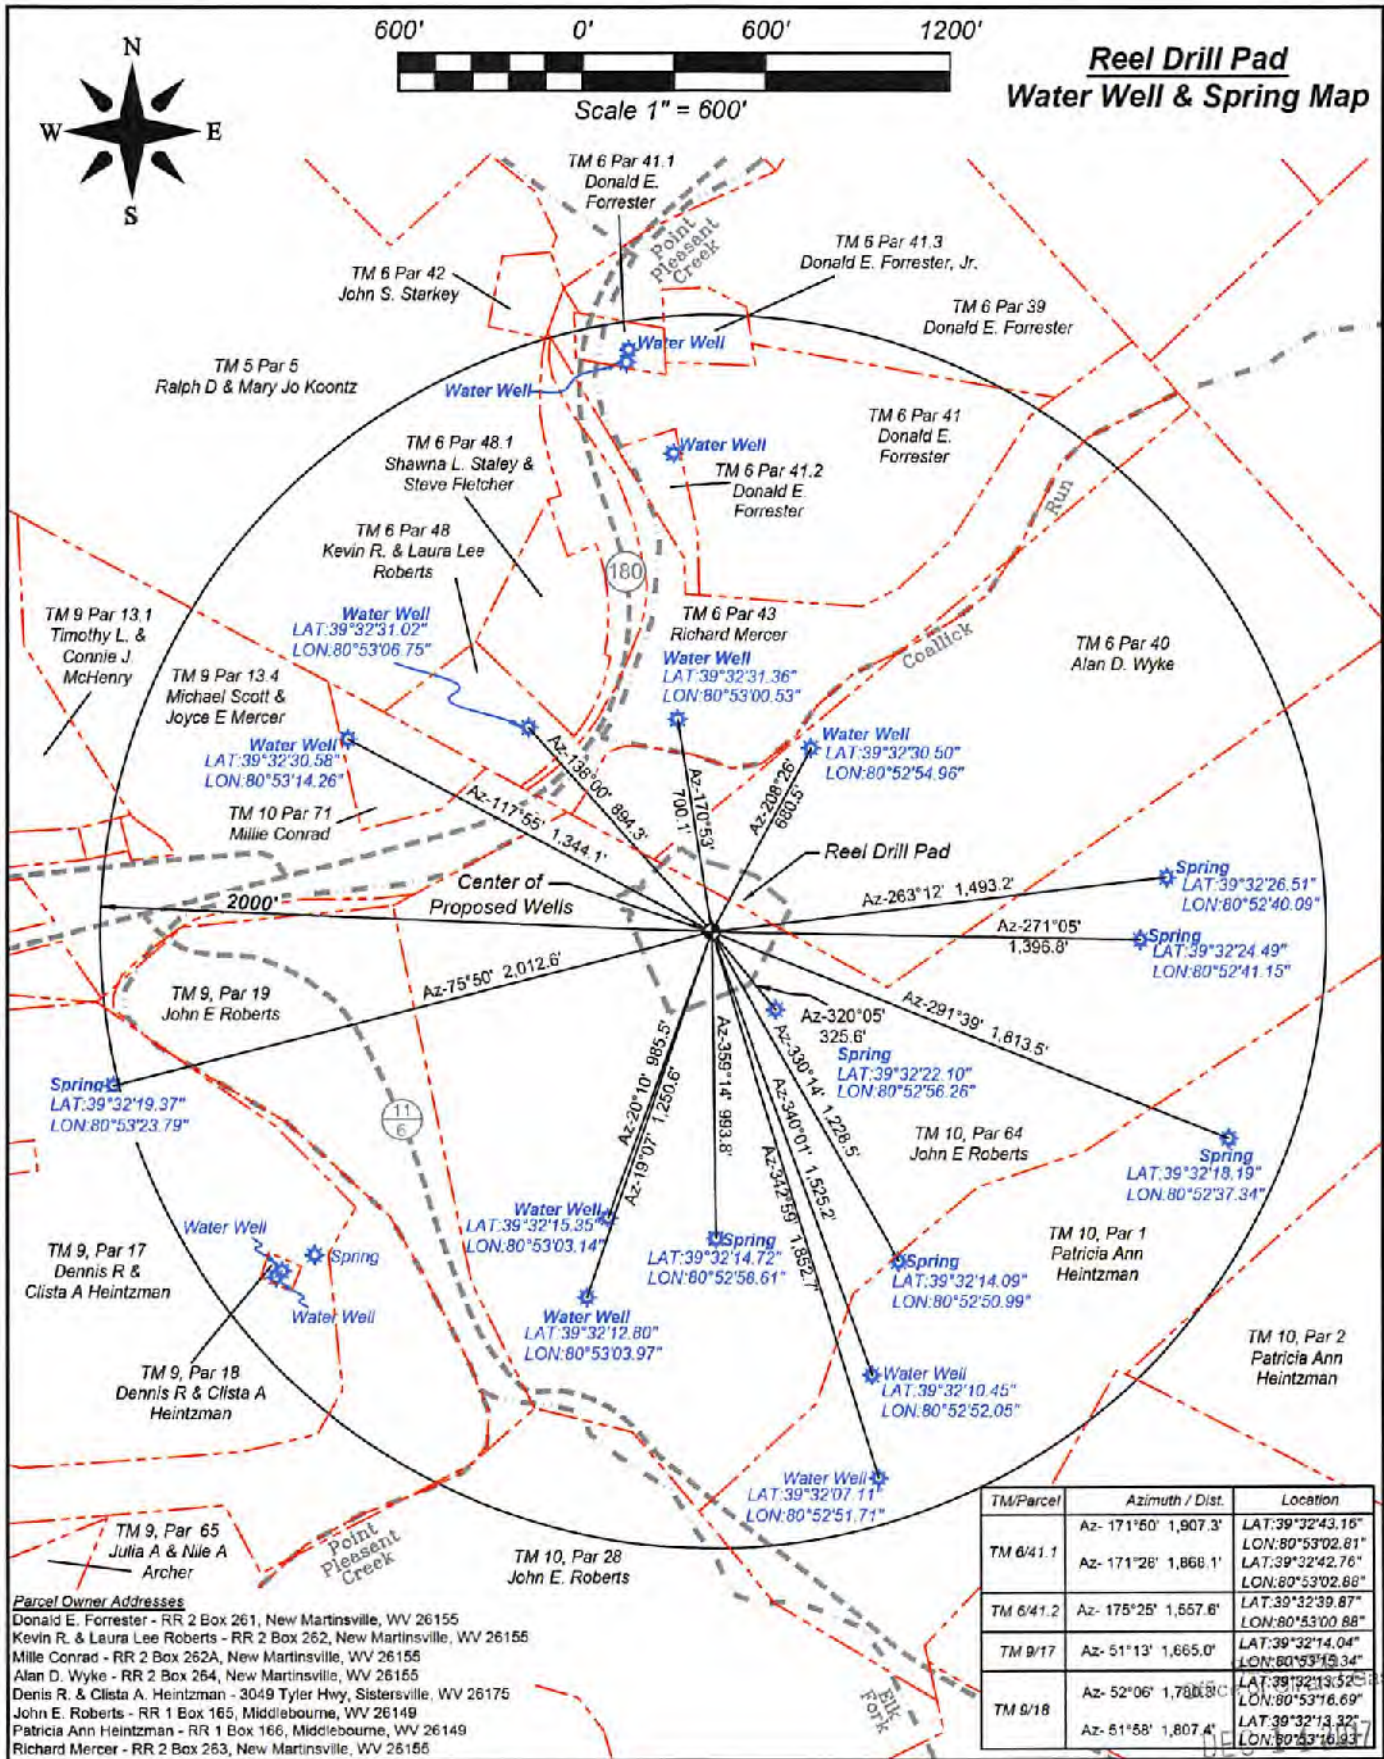 600' 0' 600' 1200'
Scale 1" = 600'
Reel Drill Pad
Water Well & Spring Map
N
W
E
S
TM 6 Par 41.1
Donald E.
Forrester
Point
Pleasant
Creek
TM 6 Par 41.3
Donald E. Forrester, Jr.
TM 6 Par 42
John S. Starkey
TM 6 Par 39
Donald E. Forrester
Water Well
Water Well
TM 5 Par 5
Ralph D & Mary Jo Koontz
TM 6 Par 41
Donald E.
Forrester
TM 6 Par 48.1
Shawna L. Staley &
Steve Fletcher
Water Well
TM 6 Par 41.2
Donald E.
Forrester
Run
TM 6 Par 48
Kevin R. & Laura Lee
Roberts
180
TM 9 Par 13.1
Timothy L. &
Connie J
McHenry
Water Well
LAT:39°32'31.02"
LON:80°53'06.75"
TM 6 Par 43
Richard Mercer
Water Well
LAT:39°32'31.36"
LON:80°53'00.53"
Coallick
TM 6 Par 40
Alan D. Wyke
TM 9 Par 13.4
Michael Scott &
Joyce E Mercer
Water Well
LAT:39°32'30.58"
LON:80°53'14.26"
Water Well
LAT:39°32'30.50"
LON:80°52'54.96"
Az-138°00' 894.3'
Az-117°55' 1,344.1'
Az-170°53'
700.1'
Az-208°26'
680.5'
TM 10 Par 71
Millie Conrad
Reel Drill Pad
Center of
Proposed Wells
2000'
Az-263°12' 1,493.2'
Spring
LAT:39°32'26.51"
LON:80°52'40.09"
Az-271°05'
1,396.8'
Spring
LAT:39°32'24.49"
LON:80°52'41.15"
Az-75°50' 2,012.6'
TM 9, Par 19
John E Roberts
Az-291°39' 1,813.5'
Az-320°05'
325.6'
Spring
LAT:39°32'22.10"
LON:80°52'56.26"
Spring
LAT:39°32'19.37"
LON:80°53'23.79"
11
6
Az-20°10' 985.5'
Az-19°07' 1,250.6'
Az-359°14' 993.8'
Az-330°14' 1,228.5'
Az-340°01' 1,525.2'
Az-342°59' 1,852.7'
TM 10, Par 64
John E Roberts
Spring
LAT:39°32'18.19"
LON:80°52'37.34"
Water Well
LAT:39°32'15.35"
LON:80°53'03.14"
Water Well
Spring
Water Well
Spring
LAT:39°32'14.72"
LON:80°52'58.61"
Spring
LAT:39°32'14.09"
LON:80°52'50.99"
TM 10, Par 1
Patricia Ann
Heintzman
TM 9, Par 17
Dennis R &
Clista A Heintzman
Water Well
LAT:39°32'12.80"
LON:80°53'03.97"
TM 10, Par 2
Patricia Ann
Heintzman
TM 9, Par 18
Dennis R & Clista A
Heintzman
Water Well
LAT:39°32'10.45"
LON:80°52'52.05"
Water Well
LAT:39°32'07.11"
LON:80°52'51.71"
TM 9, Par 65
Julia A & Nile A
Archer
Point
Pleasant
Creek
TM 10, Par 28
John E. Roberts
Elk
Fork
TM/Parcel Azimuth / Dist. Location
TM 6/41.1 Az- 171°50' 1,907.3' LAT:39°32'43.16"
LON:80°53'02.81"
Az- 171°28' 1,868.1' LAT:39°32'42.76"
LON:80°53'02.88"
TM 6/41.2 Az- 175°25' 1,557.6' LAT:39°32'39.87"
LON:80°53'00.88"
TM 9/17 Az- 51°13' 1,665.0' LAT:39°32'14.04"
TM 9/18 Az- 52°06' LAT:39°32'13.52"
LON:80°53'16.69"
Az- 51°58' 1,807.4' LAT:39°32'13.32"
LON:80°53'16.93"
Parcel Owner Addresses
Donald E. Forrester - RR 2 Box 261, New Martinsville, WV 26155
Kevin R. & Laura Lee Roberts - RR 2 Box 262, New Martinsville, WV 26155
Mille Conrad - RR 2 Box 262A, New Martinsville, WV 26155
Alan D. Wyke - RR 2 Box 264, New Martinsville, WV 26155
Denis R. & Clista A. Heintzman - 3049 Tyler Hwy, Sistersville, WV 26175
John E. Roberts - RR 1 Box 165, Middlebourne, WV 26149
Patricia Ann Heintzman - RR 1 Box 166, Middlebourne, WV 26149
Richard Mercer - RR 2 Box 263, New Martinsville, WV 26155